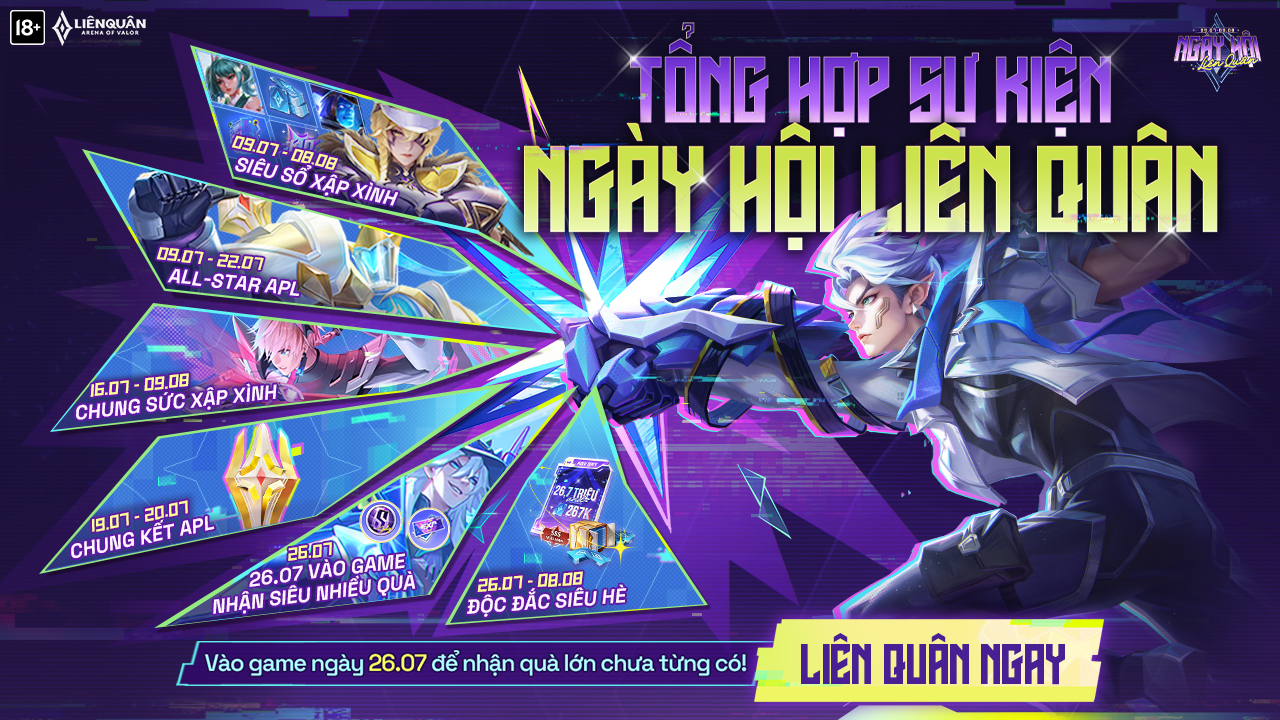 18+
LIÊNQUÂN
ARENA OF VALOR
TỔNG HỢP SỰ KIỆN
NGÀY HỘI LIÊN QUÂN
NGÀY HỘI
Liên Quân
09.07 - 08.08
SIÊU SỔ XẬP XÌNH
09.07 - 22.07
ALL-STAR APL
16.07 - 09.08
CHUNG SỨC XẬP XÌNH
19.07 - 20.07
CHUNG KẾT APL
26.07
26.07 VÀO GAME
NHẬN SIÊU NHIỀU QUÀ
26,7 TRIỆU
267K
26.07 - 08.08
ĐỘC ĐẮC SIÊU HÈ
Vào game ngày 26.07 để nhận quà lớn chưa từng có!
LIÊN QUÂN NGAY